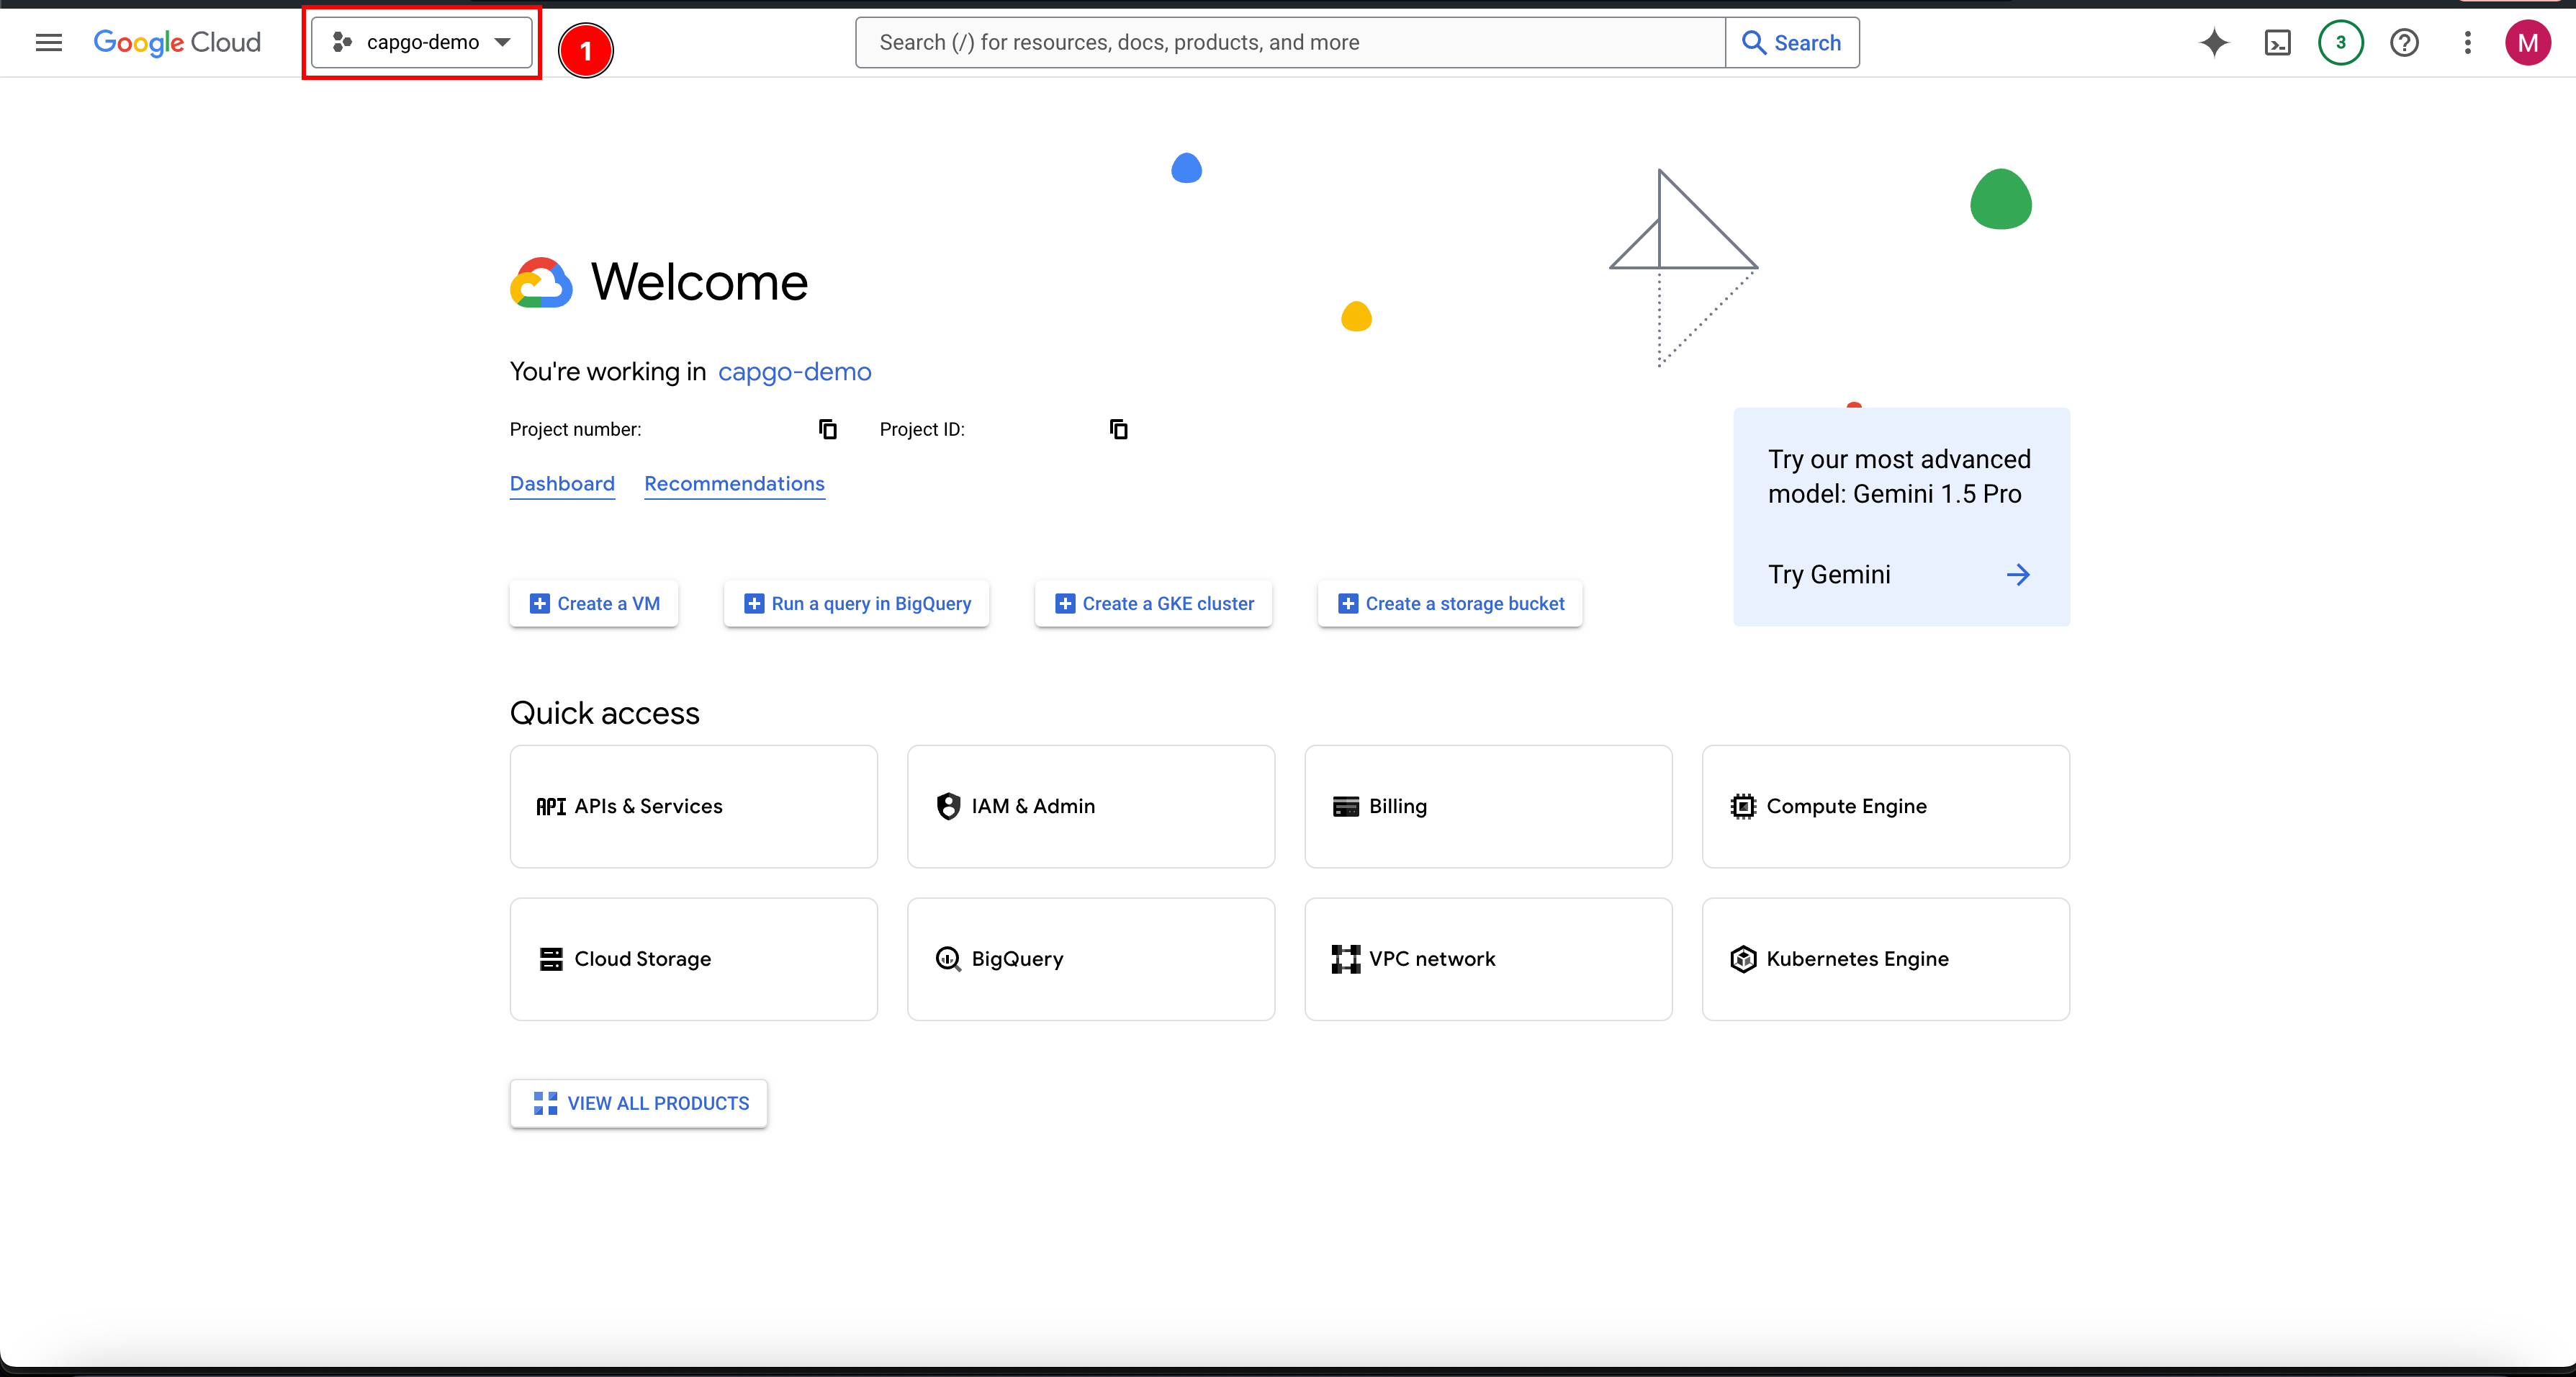 Google Cloud
capgo-demo
1
Search (/) for resources, docs, products, and more
Search
3
M
Welcome
You're working in capgo-demo
Project number:
Project ID:
Dashboard
Recommendations
Try our most advanced
model: Gemini 1.5 Pro
Try Gemini
Create a VM
Run a query in BigQuery
Create a GKE cluster
Create a storage bucket
Quick access
API APIs & Services
IAM & Admin
Billing
Compute Engine
Cloud Storage
BigQuery
VPC network
Kubernetes Engine
VIEW ALL PRODUCTS